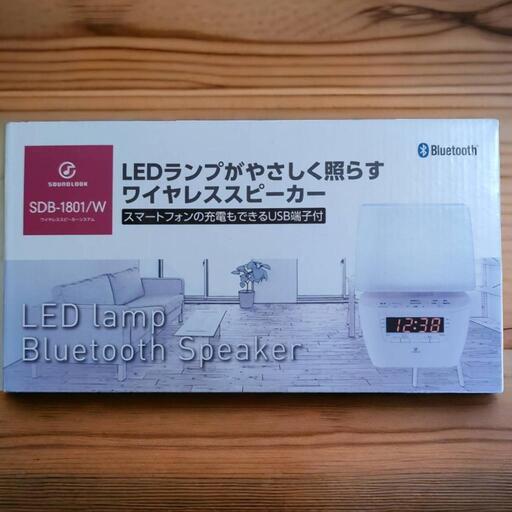 SOUNDLOOK
SDB-1801/W
ワイヤレススピーカーシステム
LEDランプがやさしく照らす
ワイヤレススピーカー
スマートフォンの充電もできるUSB端子付
Bluetooth
12:38
LED lamp
Bluetooth Speaker